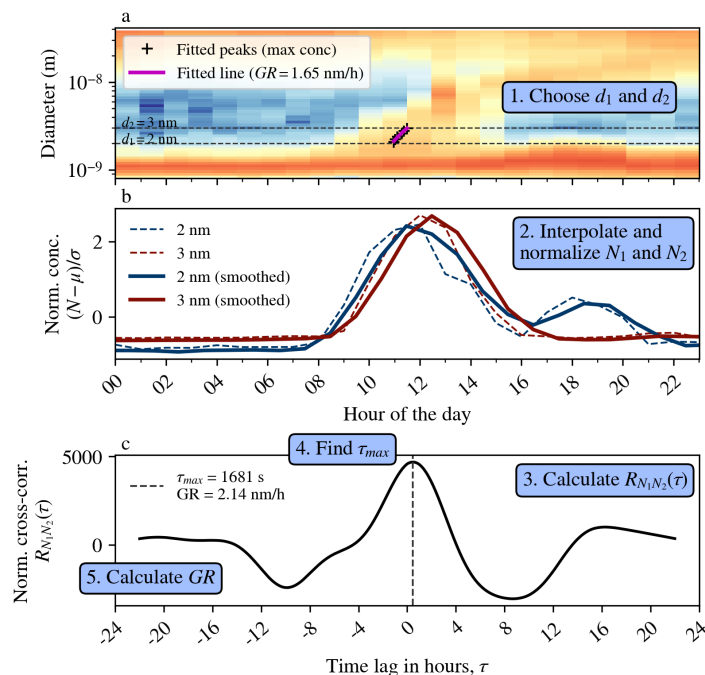 a
Fitted peaks (max conc)
Fitted line (GR = 1.65 nm/h)
1. Choose d₁ and d₂
d₂ = 3 nm
d₁ = 2 nm
Diameter (m)
10⁻⁸
10⁻⁹
b
2 nm
3 nm
2 nm (smoothed)
3 nm (smoothed)
2. Interpolate and
normalize N₁ and N₂
Norm. conc.
(N−μ)/σ
2
0
00 02 04 06 08 10 12 14 16 18 20 22
Hour of the day
c
4. Find τmax
τmax = 1681 s
GR = 2.14 nm/h
3. Calculate R_N₁N₂(τ)
5. Calculate GR
Norm. cross-corr.
R_N₁N₂(τ)
5000
0
-24 -20 -16 -12 -8 -4 0 4 8 12 16 20 24
Time lag in hours, τ